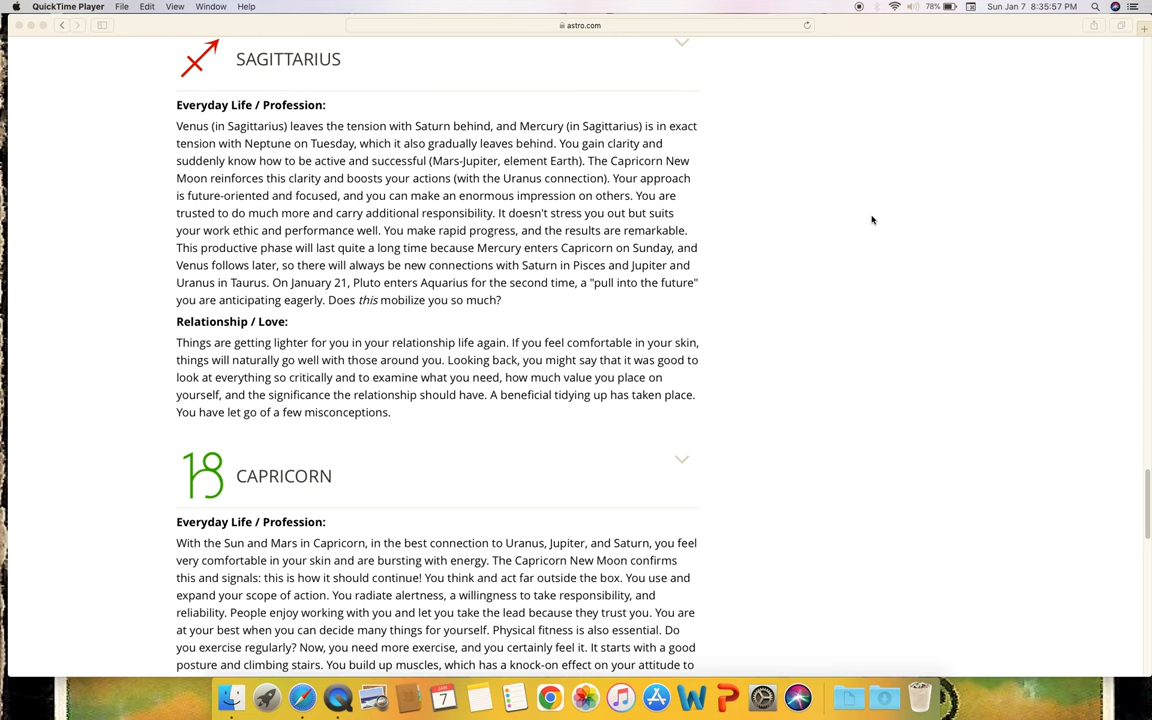 QuickTime Player File Edit View Window Help 78% Sun Jan 7 8:35:57 PM
astro.com
SAGITTARIUS
Everyday Life / Profession:
Venus (in Sagittarius) leaves the tension with Saturn behind, and Mercury (in Sagittarius) is in exact
tension with Neptune on Tuesday, which it also gradually leaves behind. You gain clarity and
suddenly know how to be active and successful (Mars-Jupiter, element Earth). The Capricorn New
Moon reinforces this clarity and boosts your actions (with the Uranus connection). Your approach
is future-oriented and focused, and you can make an enormous impression on others. You are
trusted to do much more and carry additional responsibility. It doesn't stress you out but suits
your work ethic and performance well. You make rapid progress, and the results are remarkable.
This productive phase will last quite a long time because Mercury enters Capricorn on Sunday, and
Venus follows later, so there will always be new connections with Saturn in Pisces and Jupiter and
Uranus in Taurus. On January 21, Pluto enters Aquarius for the second time, a "pull into the future"
you are anticipating eagerly. Does this mobilize you so much?
Relationship / Love:
Things are getting lighter for you in your relationship life again. If you feel comfortable in your skin,
things will naturally go well with those around you. Looking back, you might say that it was good to
look at everything so critically and to examine what you need, how much value you place on
yourself, and the significance the relationship should have. A beneficial tidying up has taken place.
You have let go of a few misconceptions.
CAPRICORN
Everyday Life / Profession:
With the Sun and Mars in Capricorn, in the best connection to Uranus, Jupiter, and Saturn, you feel
very comfortable in your skin and are bursting with energy. The Capricorn New Moon confirms
this and signals: this is how it should continue! You think and act far outside the box. You use and
expand your scope of action. You radiate alertness, a willingness to take responsibility, and
reliability. People enjoy working with you and let you take the lead because they trust you. You are
at your best when you can decide many things for yourself. Physical fitness is also essential. Do
you exercise regularly? Now, you need more exercise, and you certainly feel it. It starts with a good
posture and climbing stairs. You build up muscles, which has a knock-on effect on your attitude to
7